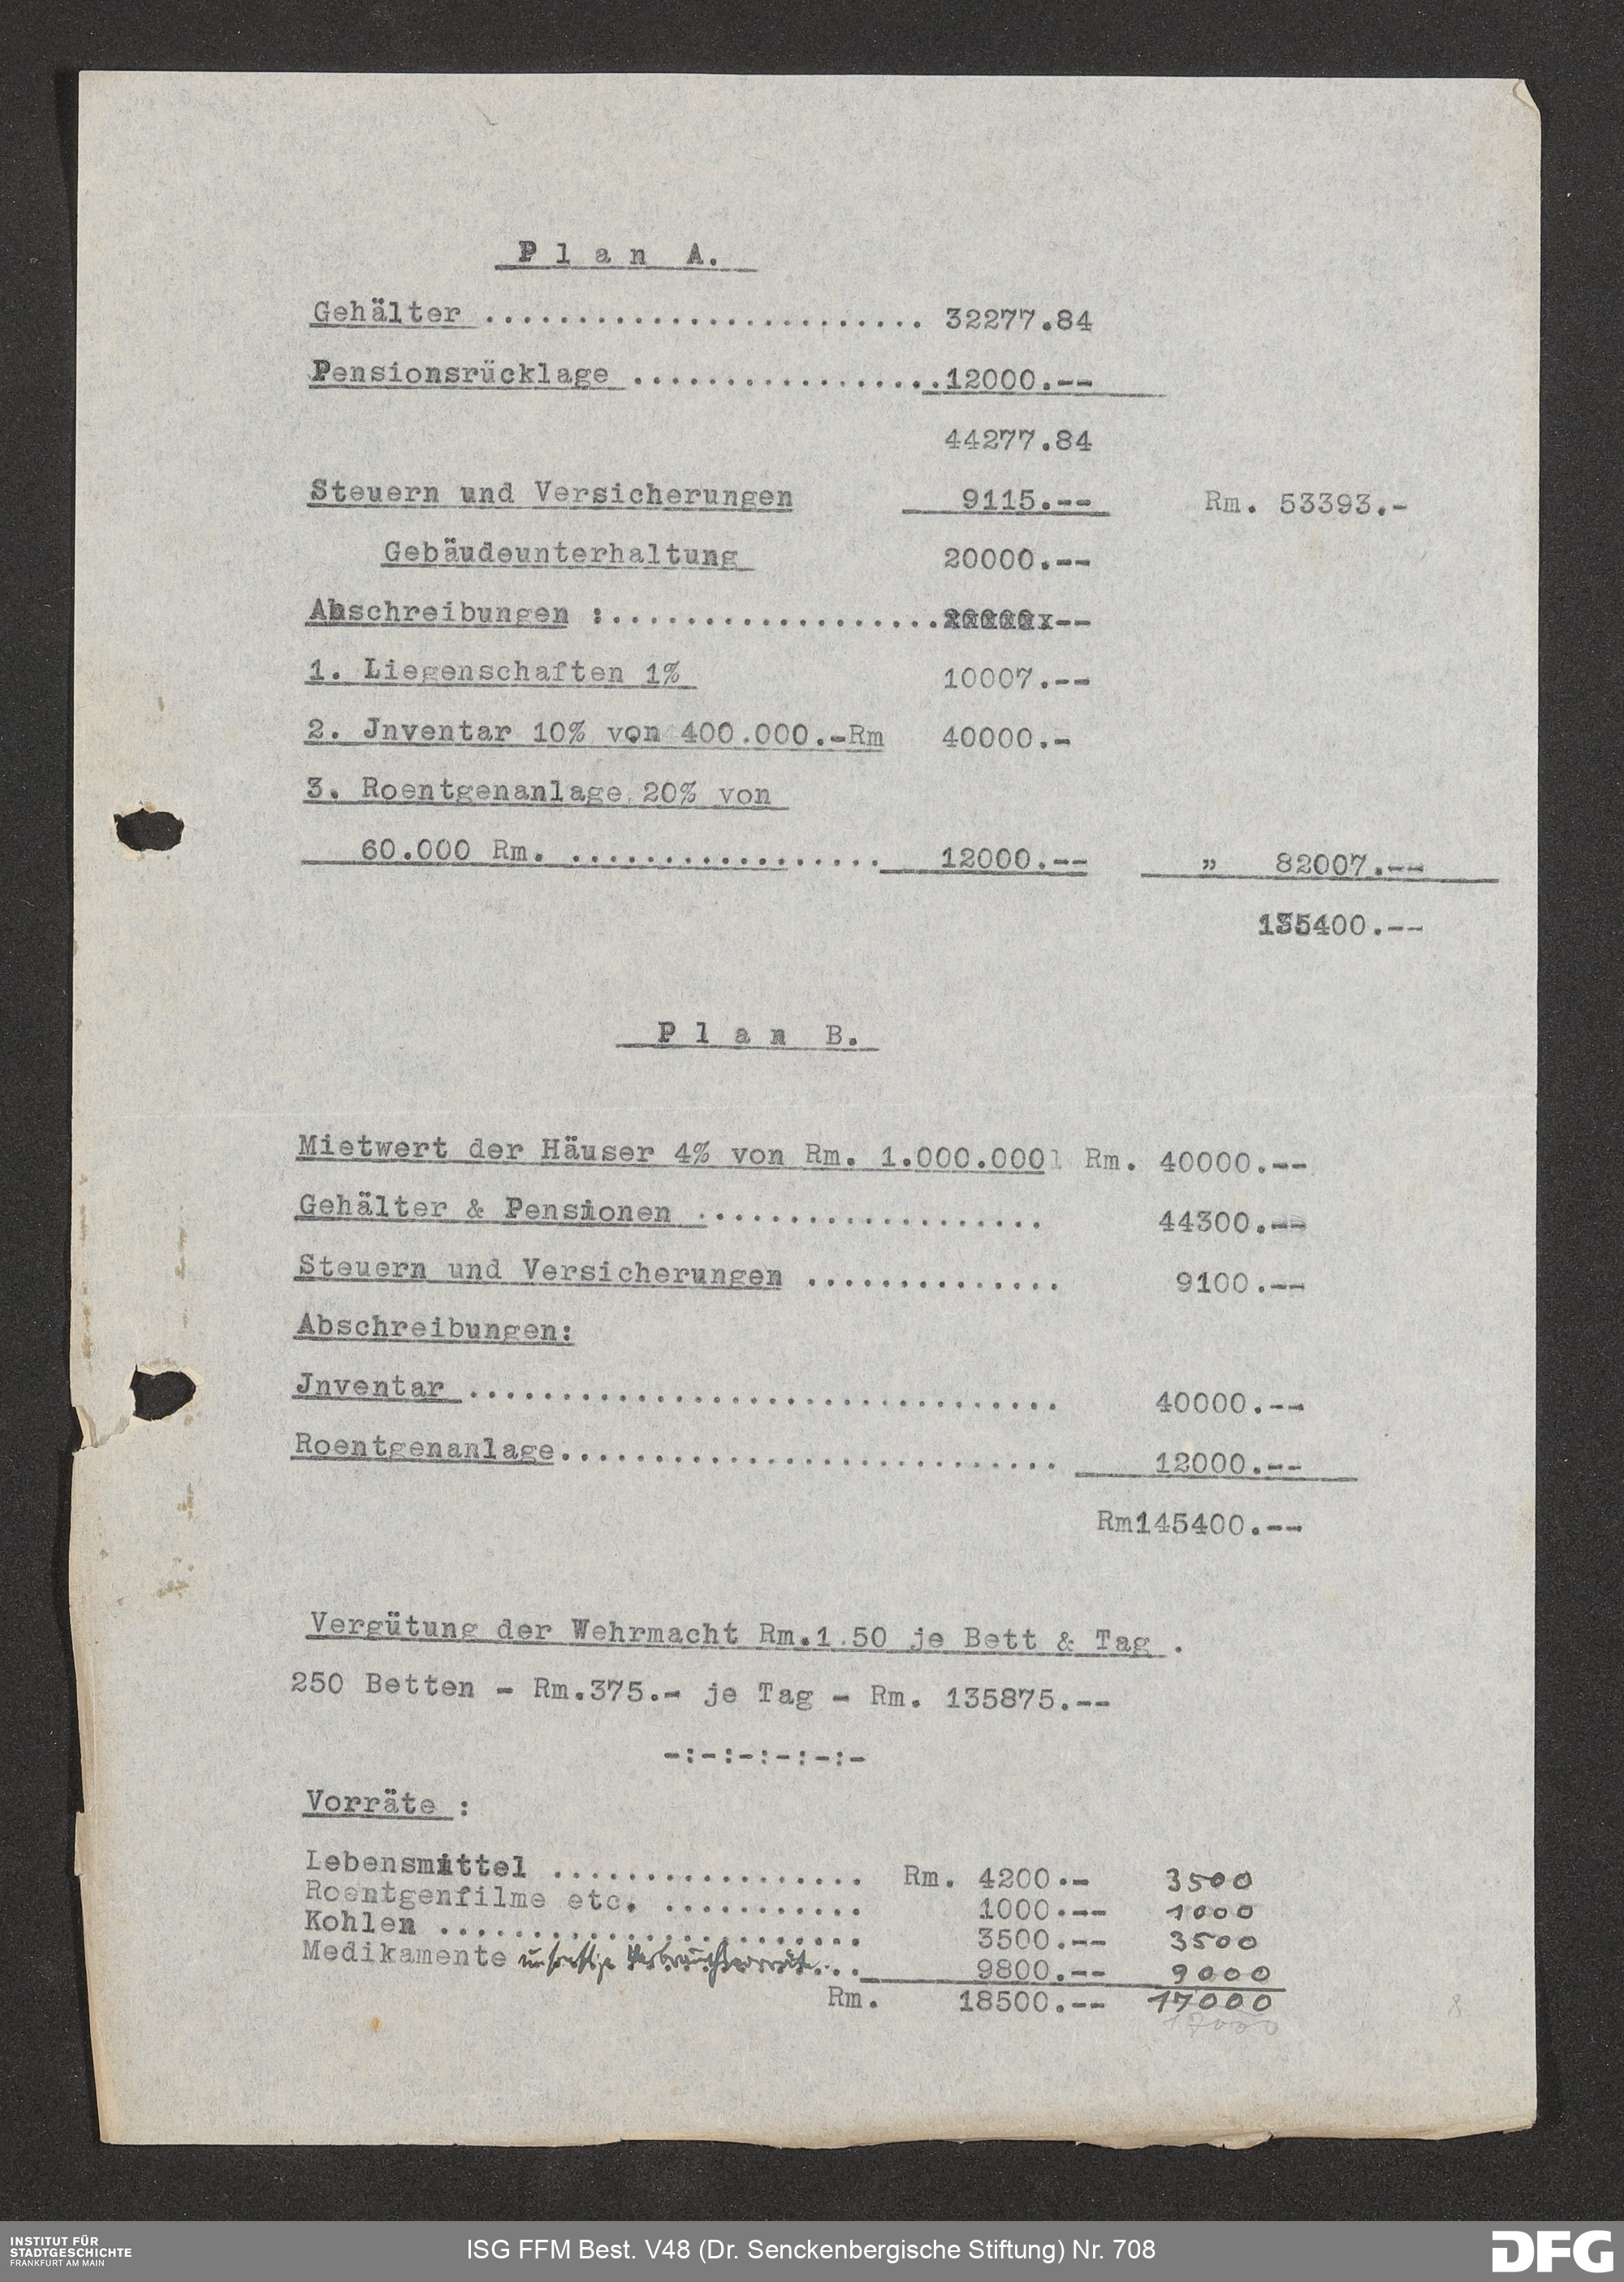 Plan A.
Gehälter ........................ 32277.84
Pensionsrücklage .................12000.--
44277.84
Steuern und Versicherungen 9115.-- Rm. 53393.-
Gebäudeunterhaltung 20000.--
Abschreibungen :..................20000.--
1. Liegenschaften 1% 10007.--
2. Jnventar 10% von 400.000.-Rm 40000.-
3. Roentgenanlage 20% von
60.000 Rm. ................. 12000.-- " 82007.--
135400.--
Plan B.
Mietwert der Häuser 4% von Rm. 1.000.000 Rm. 40000.--
Gehälter & Pensionen ................... 44300.--
Steuern und Versicherungen .............. 9100.--
Abschreibungen:
Jnventar ................................ 40000.--
Roentgenanlage........................... 12000.--
Rm145400.--
Vergütung der Wehrmacht Rm.1.50 je Bett & Tag .
250 Betten - Rm.375.- je Tag - Rm. 135875.--
-:-:-:-:-:-
Vorräte :
Lebensmittel ................. Rm. 4200.- 3500
Roentgenfilme etc. ........... 1000.-- 1000
Kohlen ....................... 3500.-- 3500
Medikamente ... 9800.-- 9000
Rm. 18500.-- 17000
17000
8
INSTITUT FÜR
STADTGESCHICHTE
FRANKFURT AM MAIN
ISG FFM Best. V48 (Dr. Senckenbergische Stiftung) Nr. 708
DFG